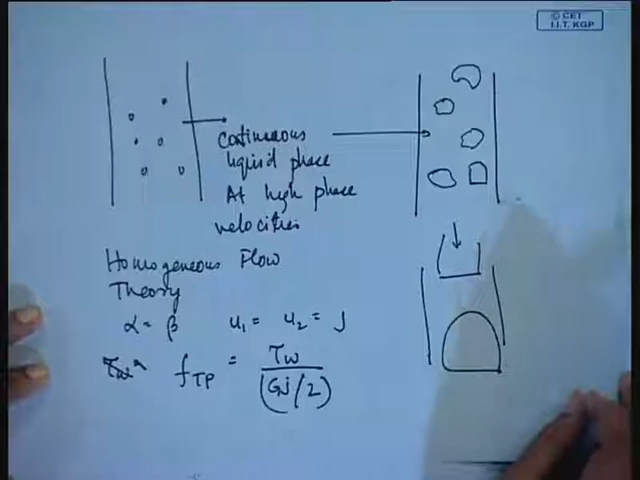 © CET
I.I.T. KGP
Continuous
liquid phase
At high phase
velocities
Homogeneous Flow
Theory
α = β u₁ = u₂ = j
f_TP = τw / (Gj/2)